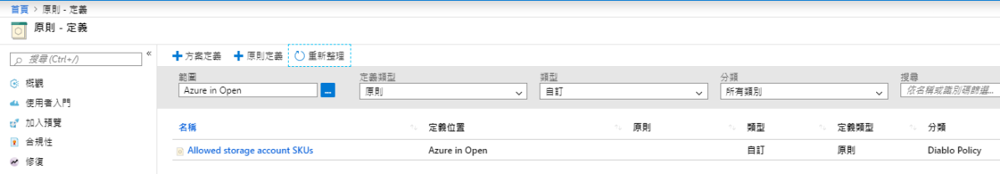 首頁 > 原則 - 定義
原則 - 定義
搜尋 (Ctrl+/)
«
概觀
使用者入門
加入預覽
合規性
修復
+ 方案定義 + 原則定義 重新整理
範圍 定義類型 類型 分類 搜尋
Azure in Open ... 原則 自訂 所有類別 依名稱或識別碼篩選...
名稱 定義位置 原則 類型 定義類型 分類
Allowed storage account SKUs Azure in Open 自訂 原則 Diablo Policy